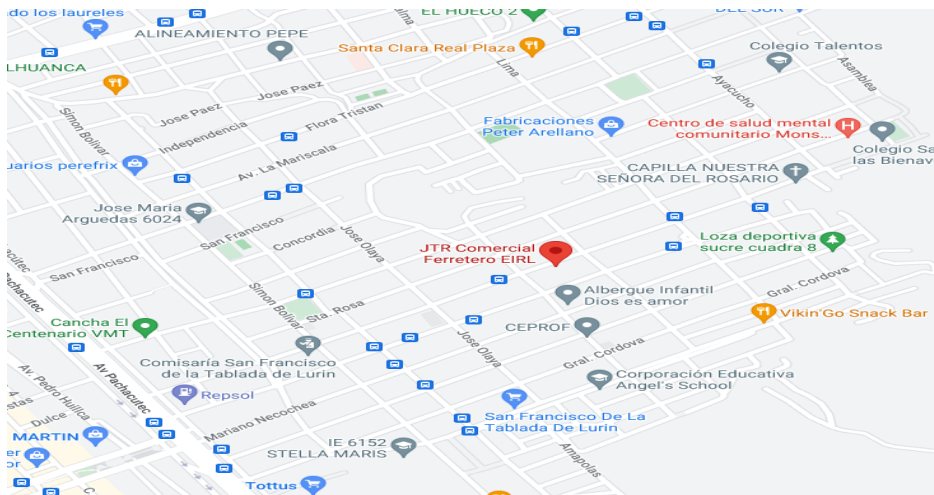 do los laureles
EL HUECO 2
DEL SUR
ALINEAMIENTO PEPE
Santa Clara Real Plaza
Lima
Lima
Colegio Talentos
LHUANCA
Ayacucho
Asamblea
Jose Paez
Jose Paez
Simon Bolivar
Independencia
Flora Tristan
Fabricaciones
Peter Arellano
Centro de salud mental
comunitario Mons...
H
Colegio Sa
las Bienav
uarios perefrix
Av. La Mariscala
CAPILLA NUESTRA
SEÑORA DEL ROSARIO
Jose Maria
Arguedas 6024
San Francisco
Concordia
Jose Olaya
JTR Comercial
Ferretero EIRL
Loza deportiva
sucre cuadra 8
San Francisco
Pachacutec
Simon Bolivar
Sta. Rosa
Albergue Infantil
Dios es amor
Gral. Cordova
Cancha El
Centenario VMT
CEPROF
Vikin'Go Snack Bar
Jose Olaya
Gral. Cordova
Comisaría San Francisco
de la Tablada de Lurín
Av Pachacutec
Av. Pedro Huilca
Corporación Educativa
Angel's School
Repsol
Dulce
Mariano Necochea
San Francisco De La
Tablada De Lurín
MARTIN
IE 6152
STELLA MARIS
Amapolas
Tottus